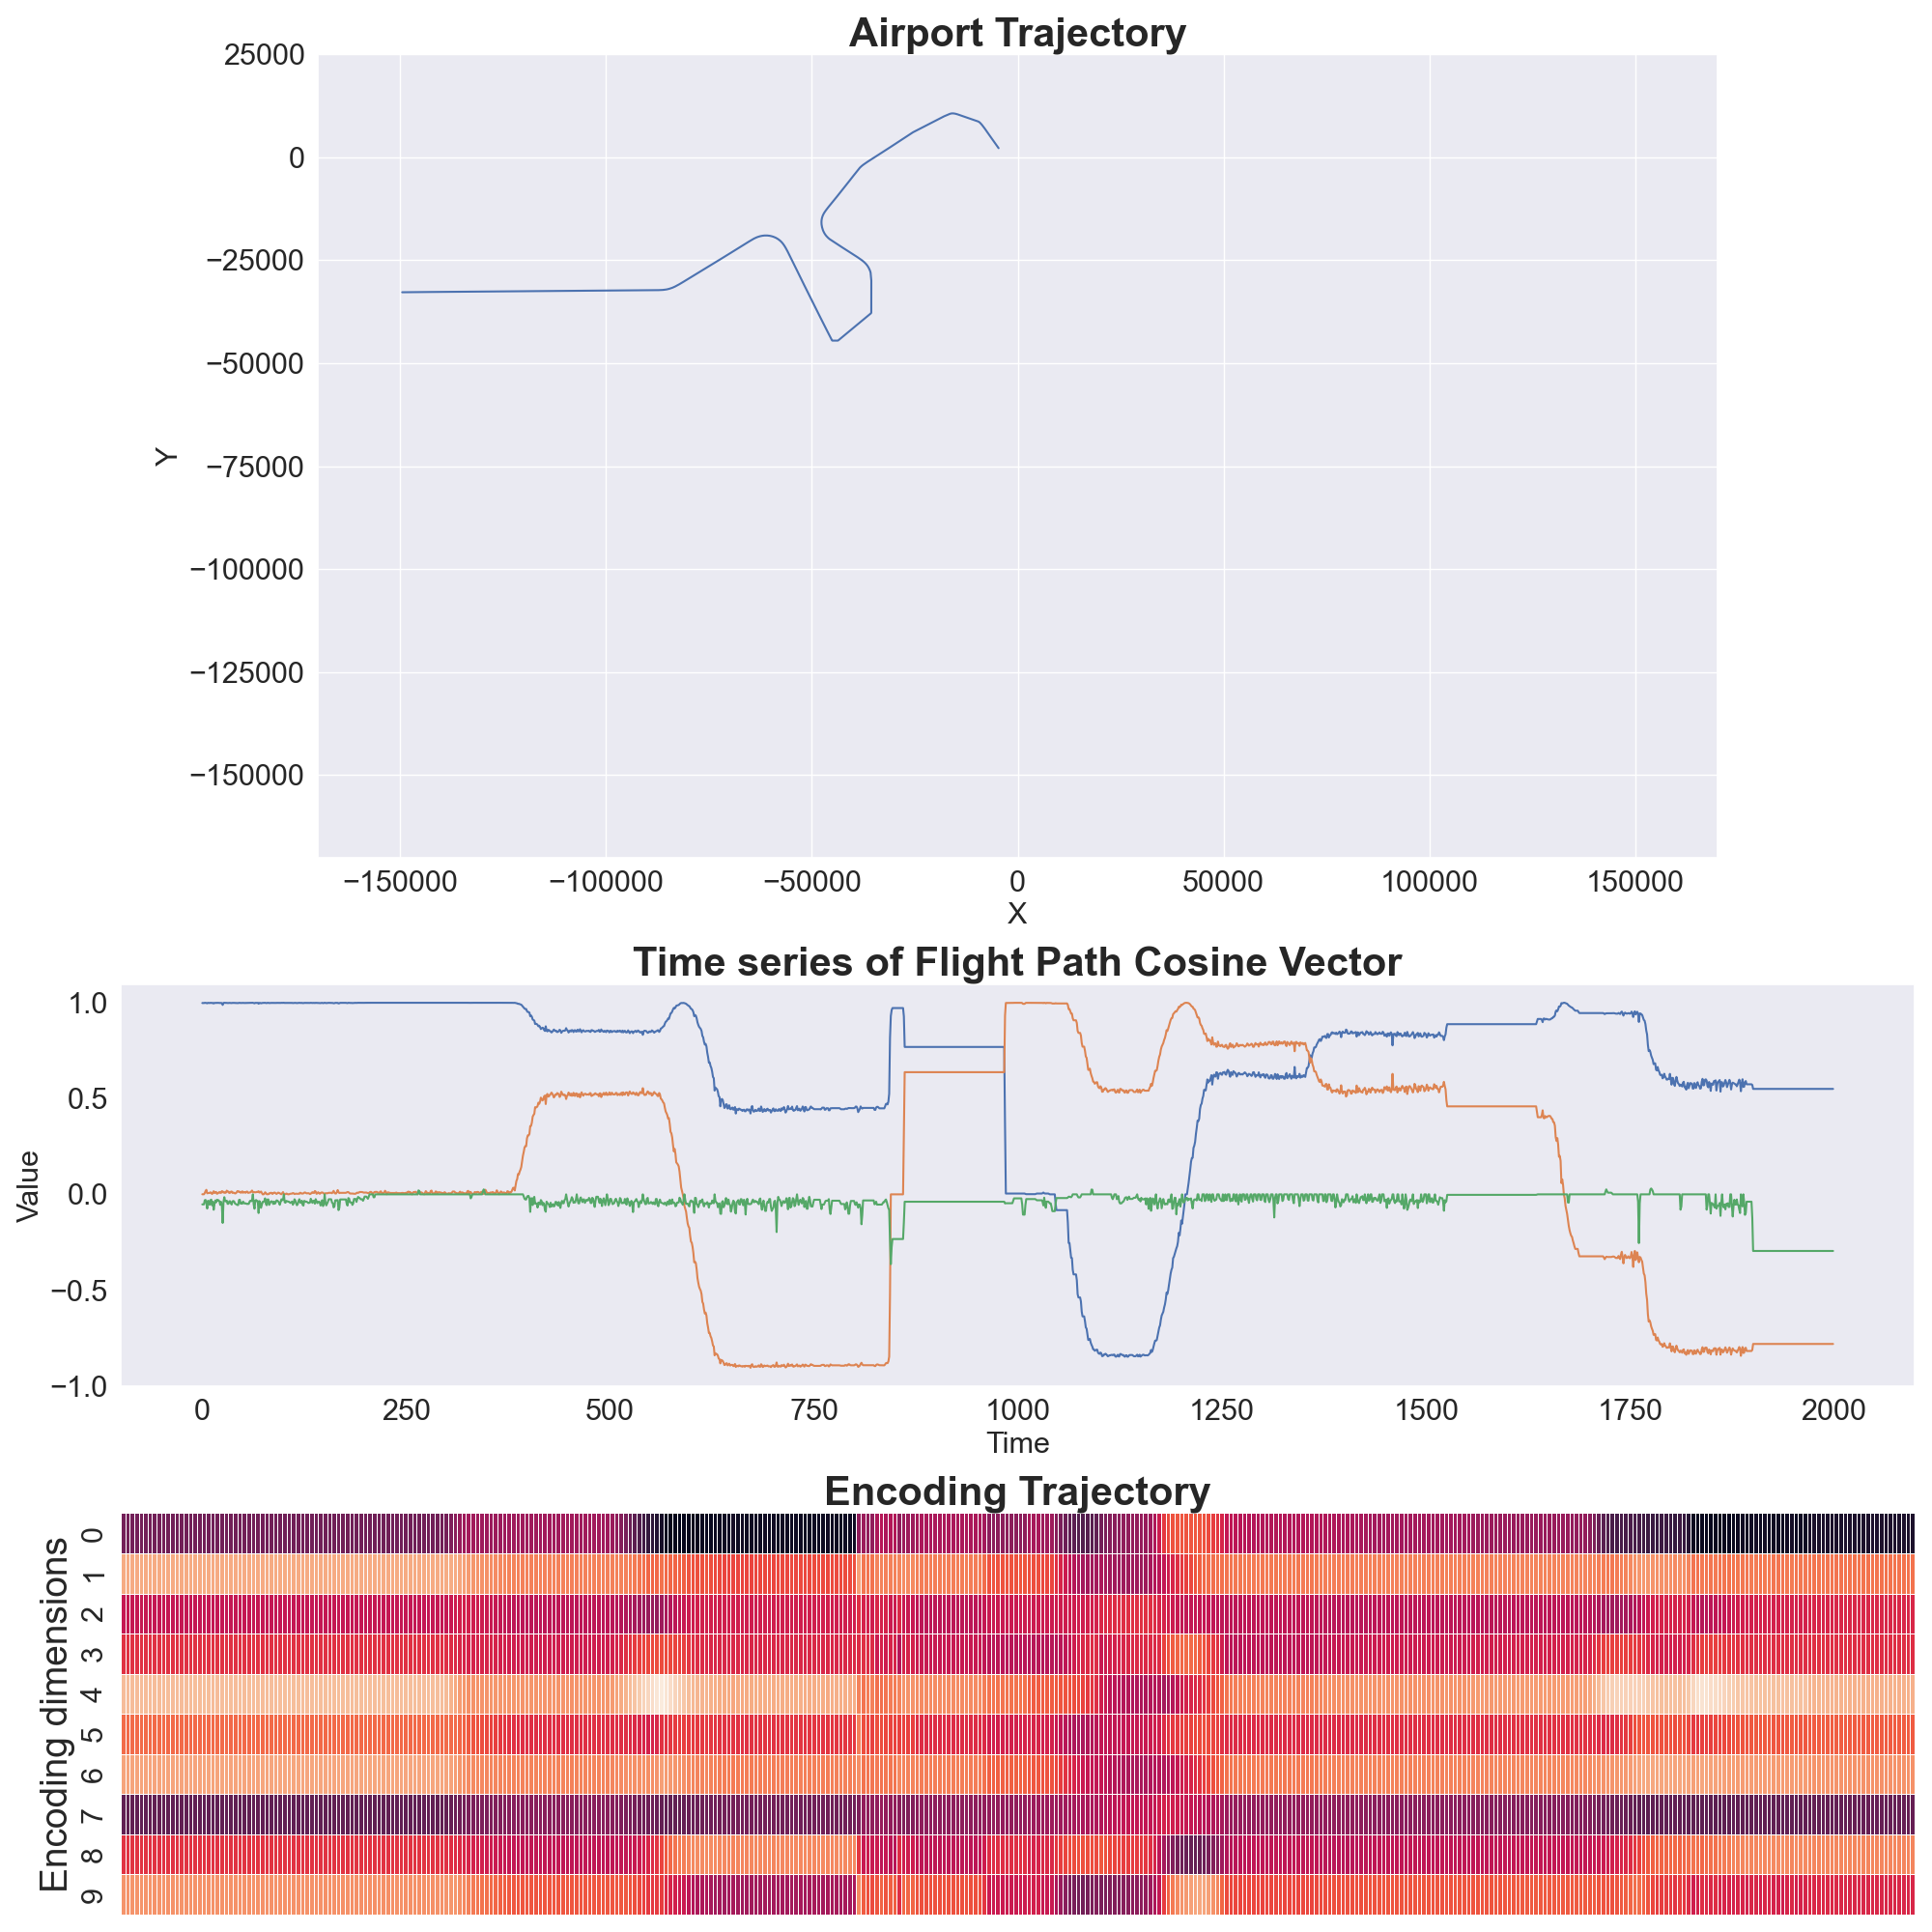 Airport Trajectory
25000
0
−25000
−50000
−75000
−100000
−125000
−150000
Y
−150000 −100000 −50000 0 50000 100000 150000
X
Time series of Flight Path Cosine Vector
1.0
0.5
0.0
−0.5
−1.0
Value
0 250 500 750 1000 1250 1500 1750 2000
Time
Encoding Trajectory
Encoding dimensions
0
1
2
3
4
5
6
7
8
9